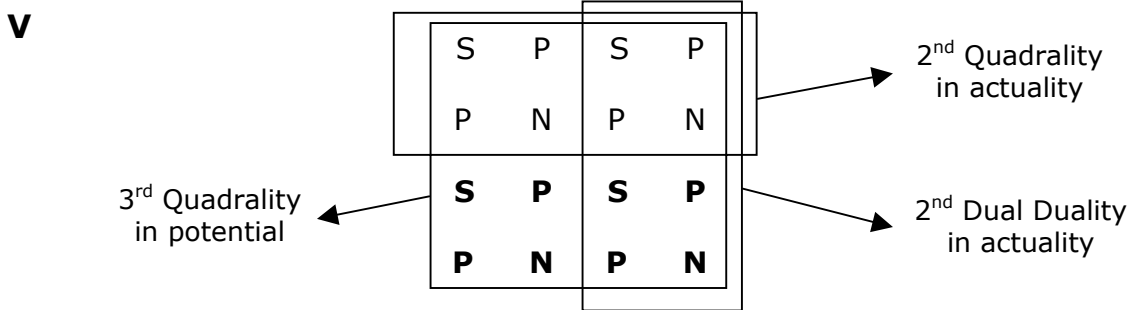 V
S P S P
2nd Quadrality
in actuality
P N P N
S P S P
3rd Quadrality
in potential
2nd Dual Duality
in actuality
P N P N